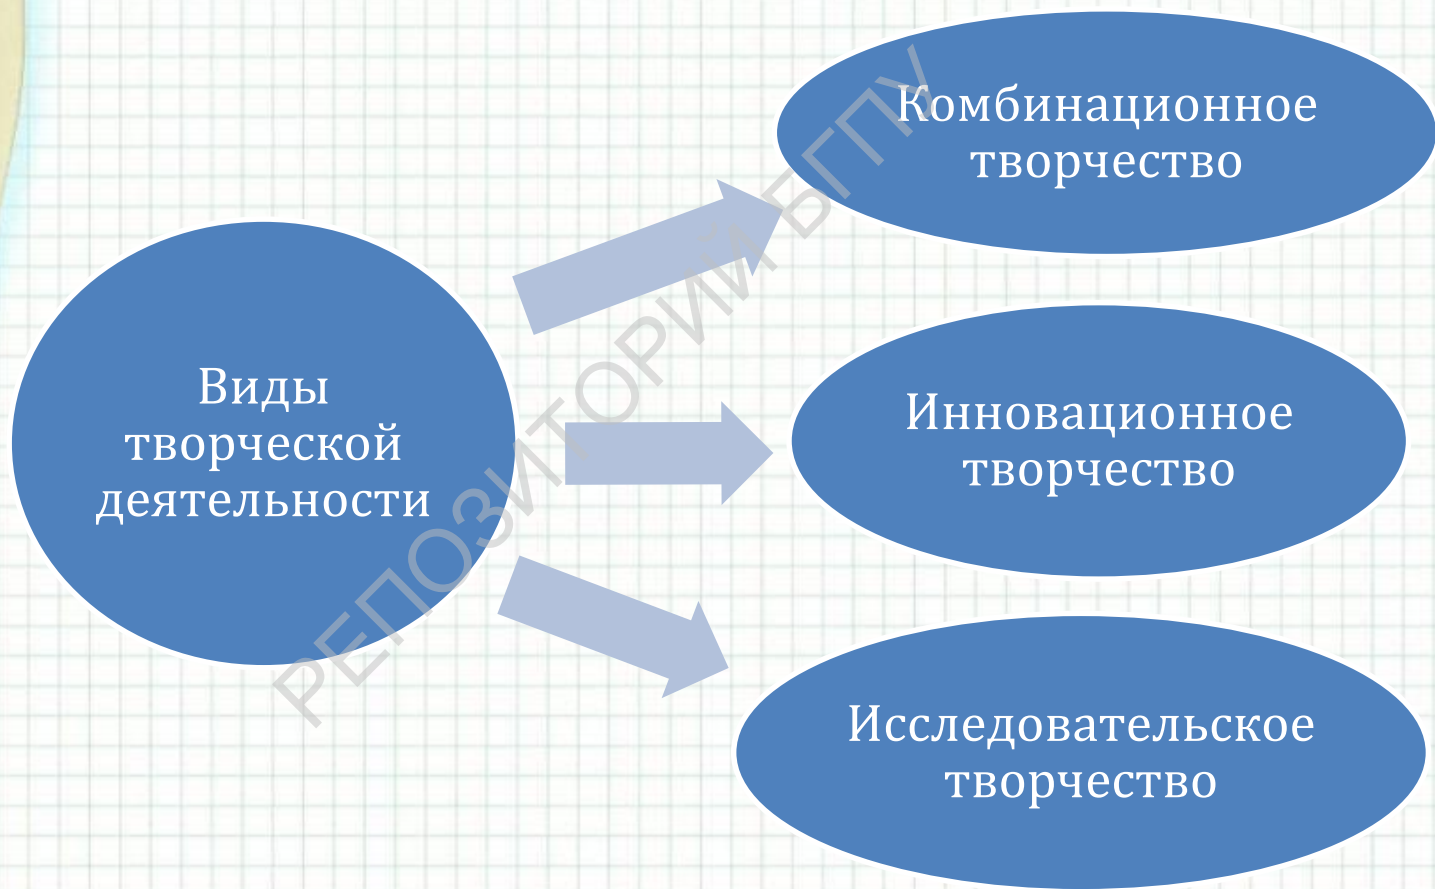 Виды
творческой
деятельности
Комбинационное
творчество
Инновационное
творчество
Исследовательское
творчество
РЕПОЗИТОРИЙ БГПУ